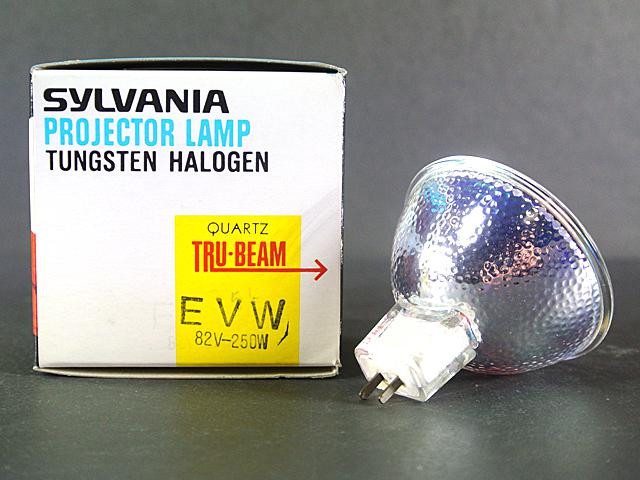 SYLVANIA
PROJECTOR LAMP
TUNGSTEN HALOGEN
QUARTZ
TRU·BEAM
EVW
82V-250W